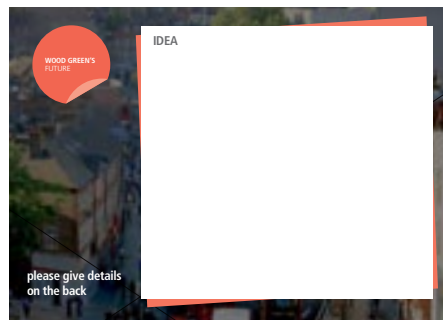 WOOD GREEN'S
FUTURE
IDEA
please give details
on the back